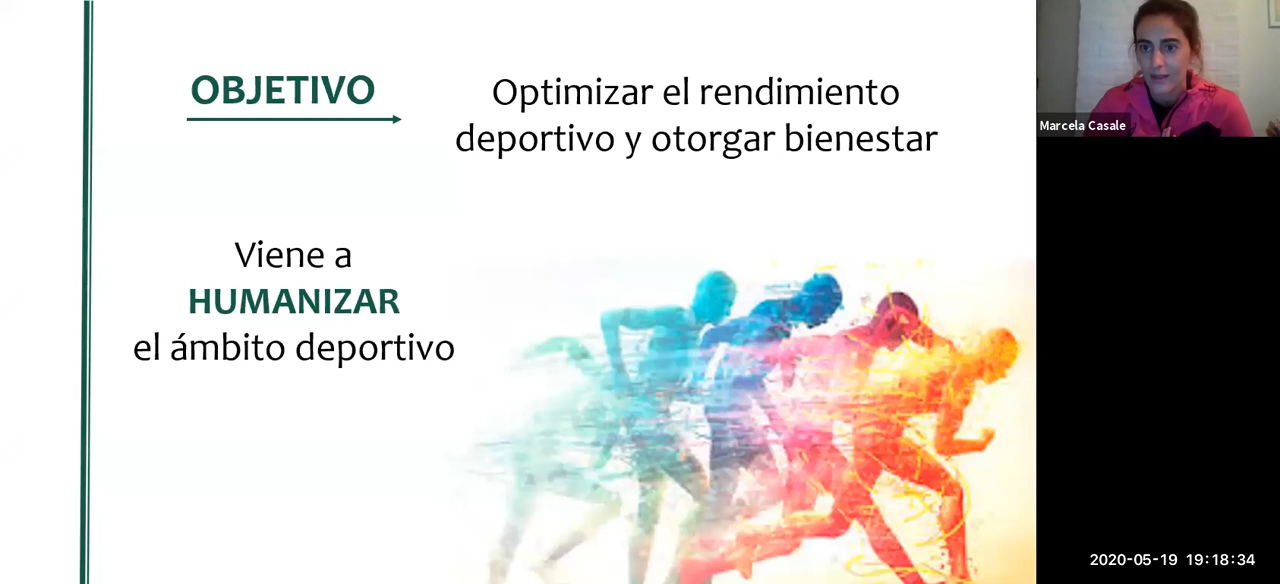 OBJETIVO
Optimizar el rendimiento
deportivo y otorgar bienestar
Viene a
HUMANIZAR
el ámbito deportivo
Marcela Casale
2020-05-19 19:18:34